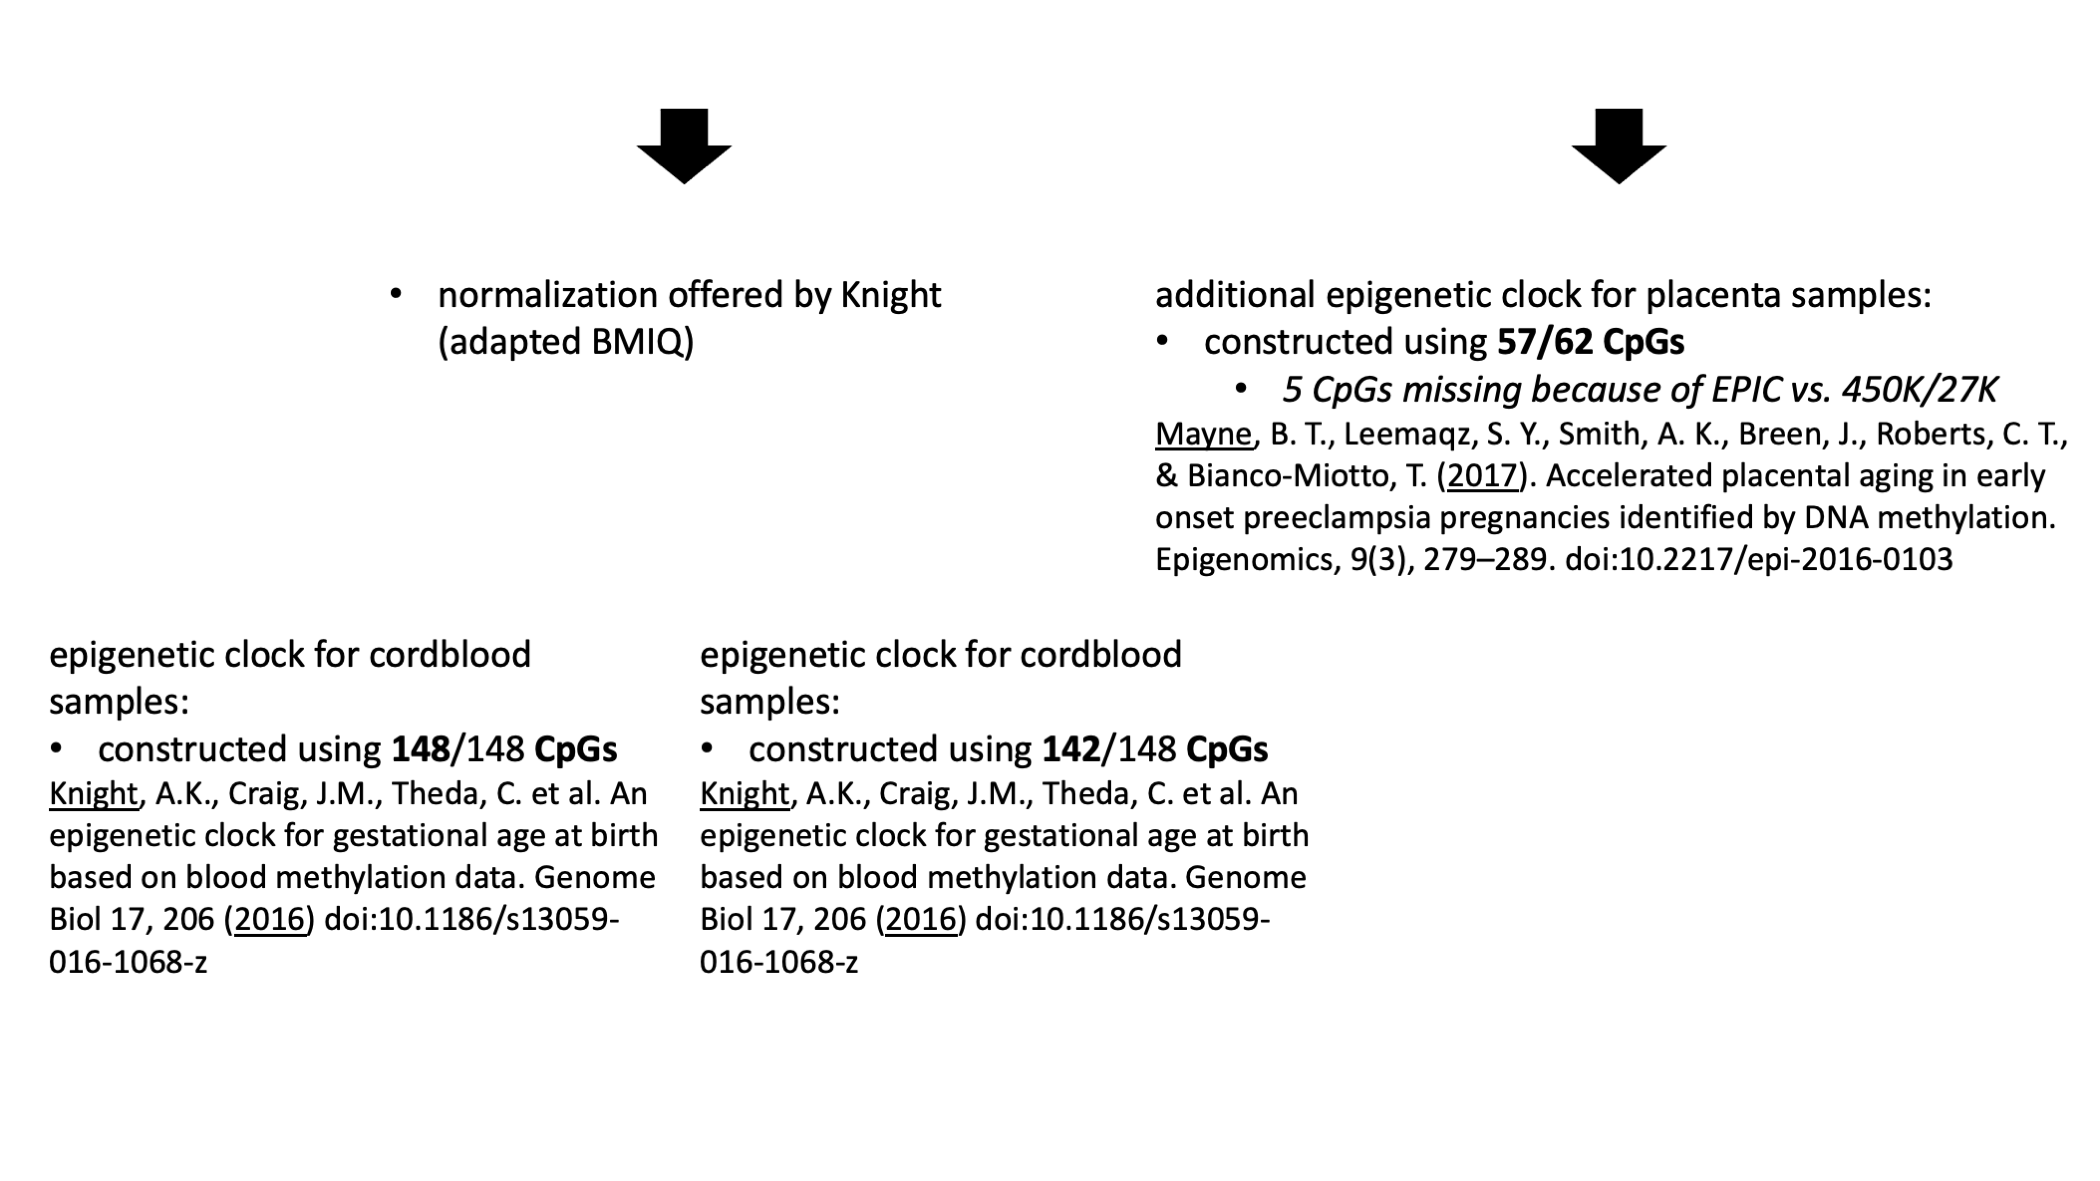 • normalization offered by Knight
(adapted BMIQ)
additional epigenetic clock for placenta samples:
• constructed using 57/62 CpGs
• 5 CpGs missing because of EPIC vs. 450K/27K
Mayne, B. T., Leemaqz, S. Y., Smith, A. K., Breen, J., Roberts, C. T.,
& Bianco-Miotto, T. (2017). Accelerated placental aging in early
onset preeclampsia pregnancies identified by DNA methylation.
Epigenomics, 9(3), 279–289. doi:10.2217/epi-2016-0103
epigenetic clock for cordblood
samples:
• constructed using 148/148 CpGs
Knight, A.K., Craig, J.M., Theda, C. et al. An
epigenetic clock for gestational age at birth
based on blood methylation data. Genome
Biol 17, 206 (2016) doi:10.1186/s13059-
016-1068-z
epigenetic clock for cordblood
samples:
• constructed using 142/148 CpGs
Knight, A.K., Craig, J.M., Theda, C. et al. An
epigenetic clock for gestational age at birth
based on blood methylation data. Genome
Biol 17, 206 (2016) doi:10.1186/s13059-
016-1068-z